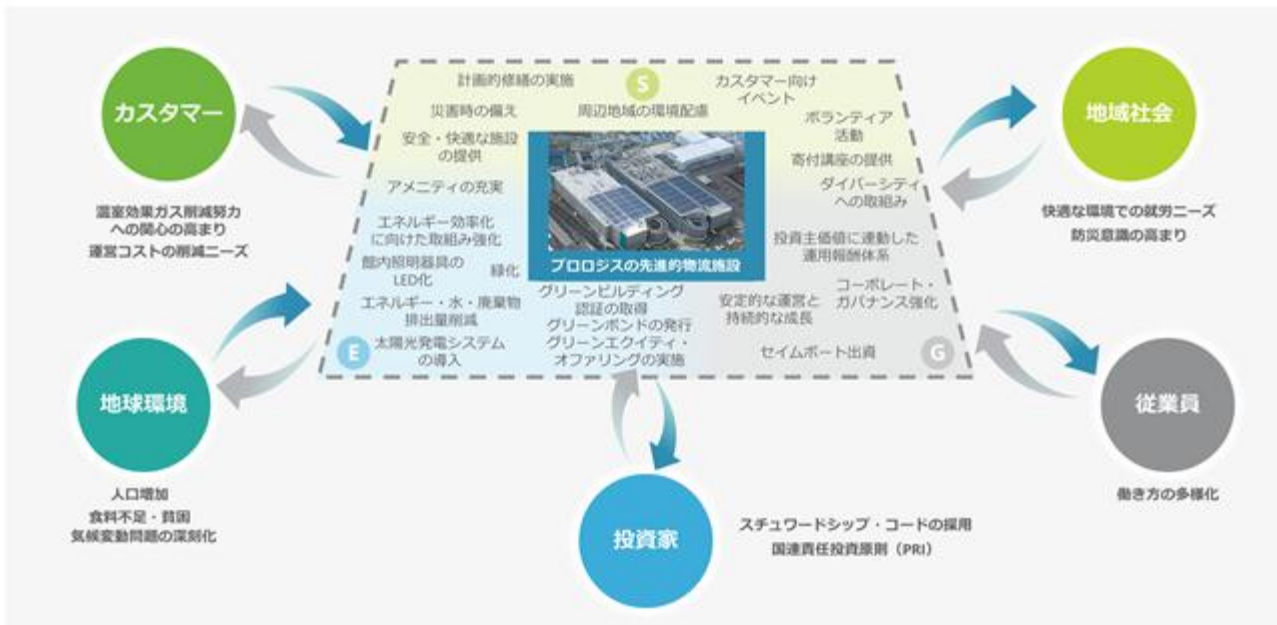 カスタマー
温室効果ガス削減努力
への関心の高まり
運営コストの削減ニーズ
地球環境
人口増加
食料不足・貧困
気候変動問題の深刻化
S
計画的修繕の実施
災害時の備え
周辺地域の環境配慮
カスタマー向け
イベント
ボランティア
活動
安全・快適な施設
の提供
寄付講座の提供
アメニティの充実
ダイバーシティ
への取組み
エネルギー効率化
に向けた取組み強化
投資主価値に連動した
運用報酬体系
プロロジスの先進的物流施設
館内照明器具の
LED化
緑化
エネルギー・水・廃棄物
排出量削減
グリーンビルディング
認証の取得
グリーンボンドの発行
グリーンエクイティ・
オファリングの実施
安定的な運営と
持続的な成長
コーポレート・
ガバナンス強化
E
太陽光発電システム
の導入
セイムボート出資
G
地域社会
快適な環境での就労ニーズ
防災意識の高まり
従業員
働き方の多様化
投資家
スチュワードシップ・コードの採用
国連責任投資原則（PRI）